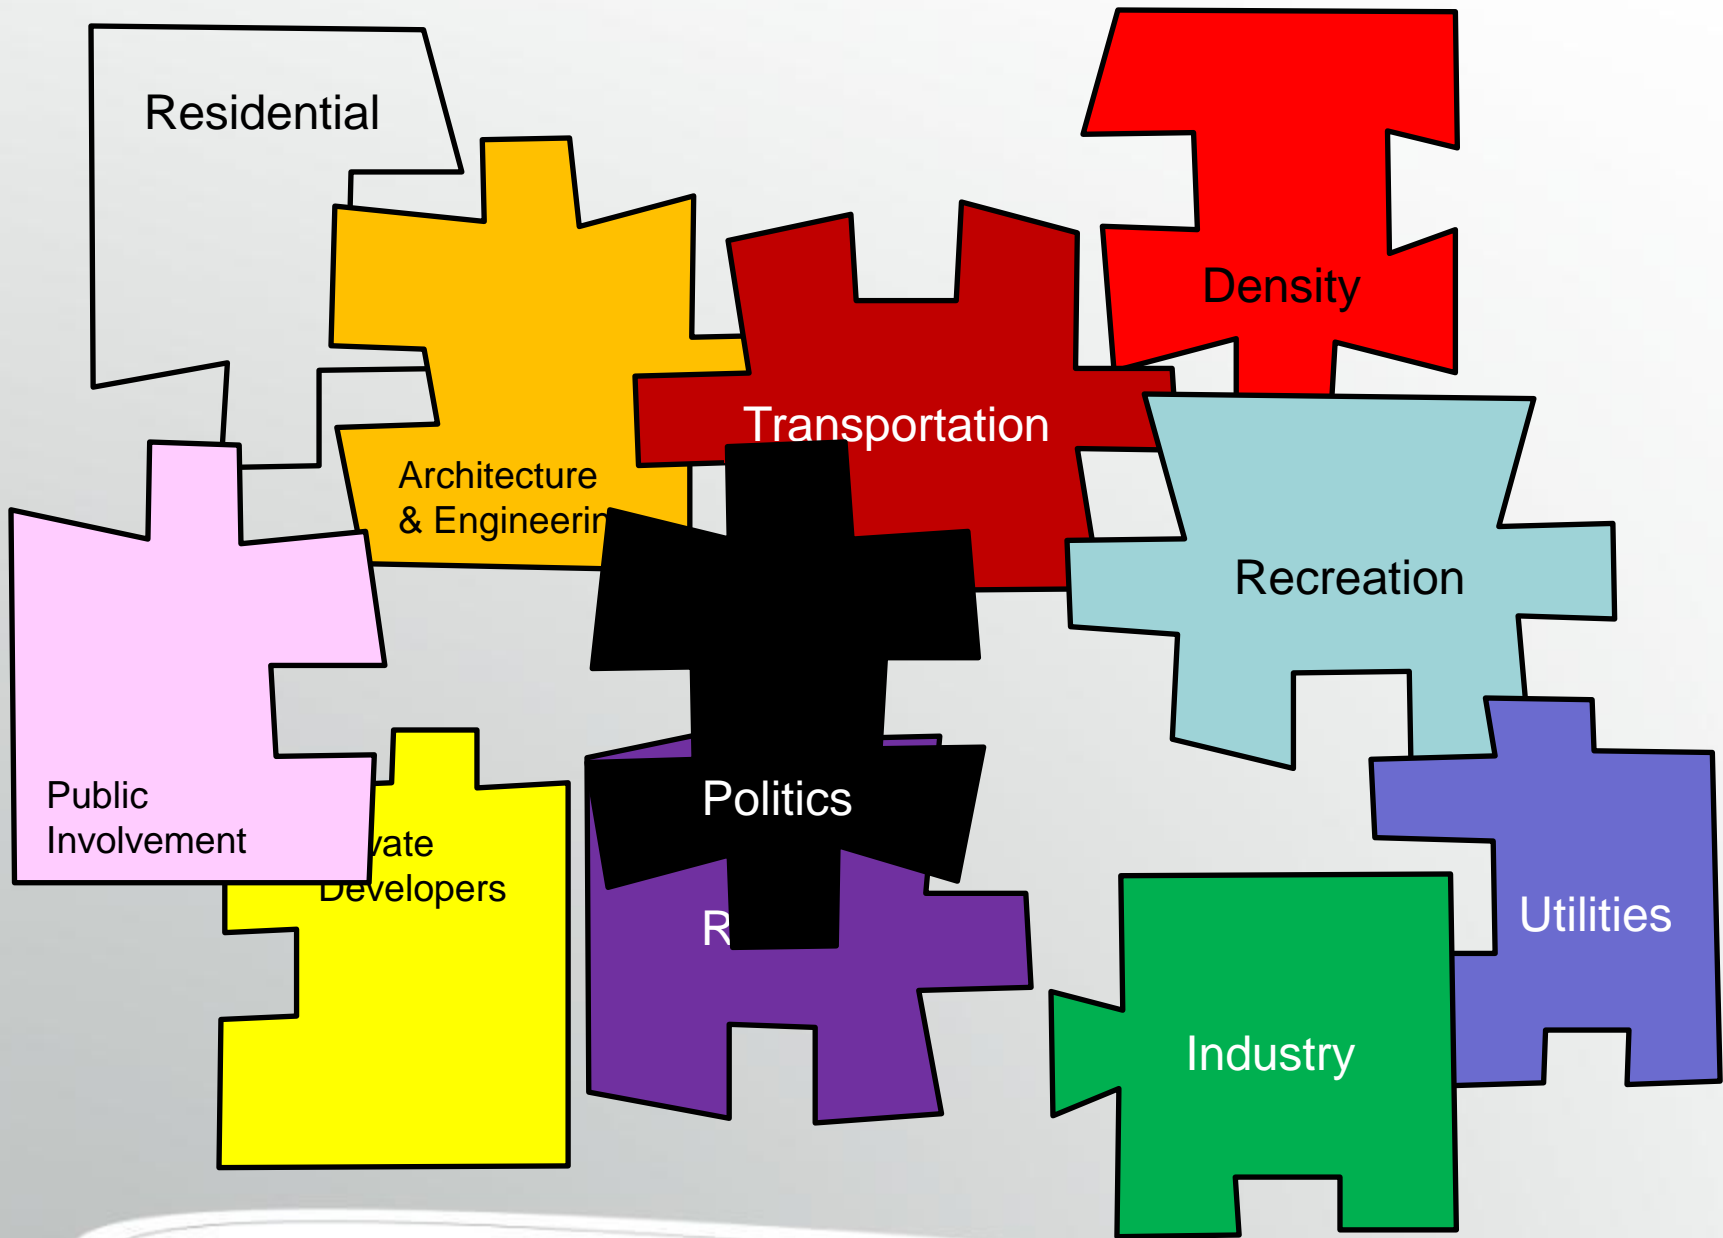 Residential
Density
Transportation
Architecture
& Engineerin
Recreation
Public
Involvement
Politics
vate
Developers
Utilities
R
Industry